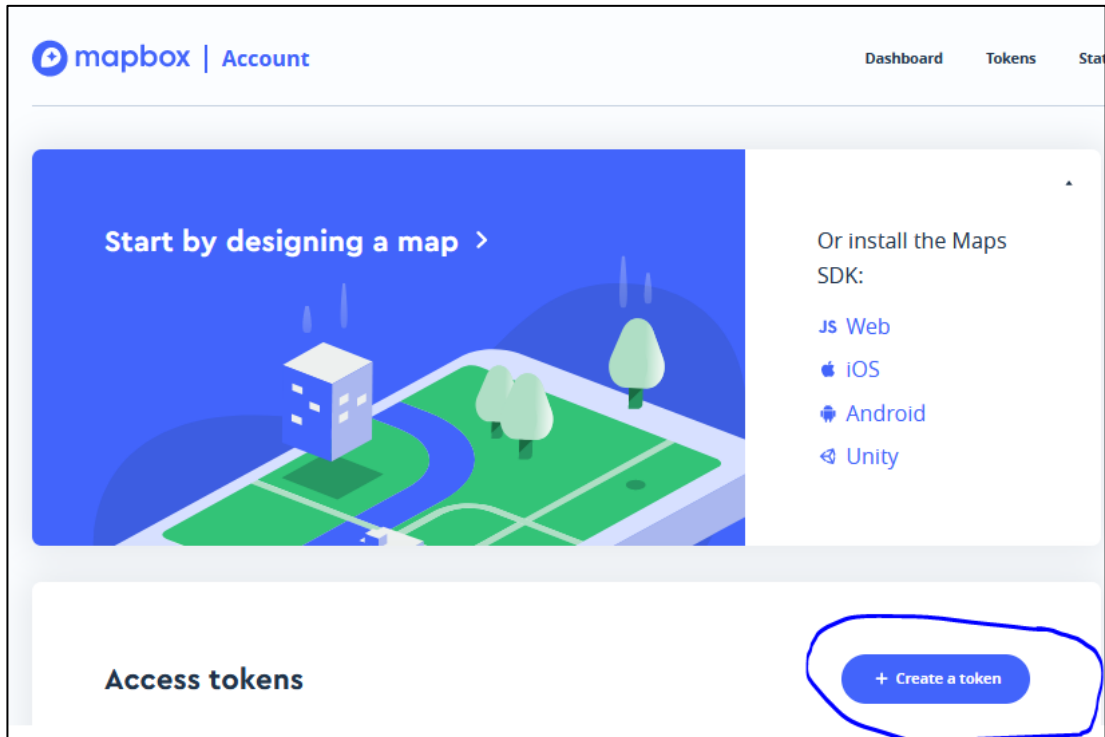 mapbox | Account
Dashboard Tokens
Start by designing a map >
Or install the Maps
SDK:
JS Web
iOS
Android
Unity
Access tokens
+ Create a token